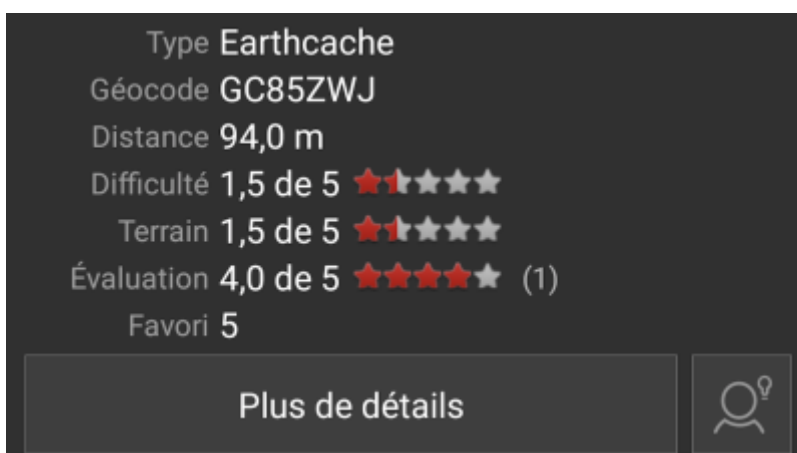 Type Earthcache
Géocode GC85ZWJ
Distance 94,0 m
Difficulté 1,5 de 5
Terrain 1,5 de 5
Évaluation 4,0 de 5 (1)
Favori 5
Plus de détails